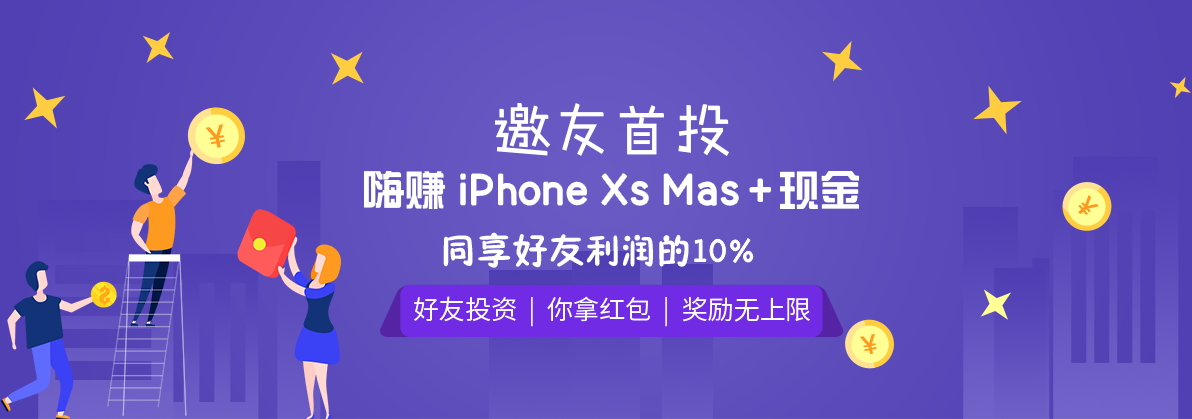 邀友首投
嗨赚 iPhone Xs Mas+现金
同享好友利润的10%
好友投资 | 你拿红包 | 奖励无上限